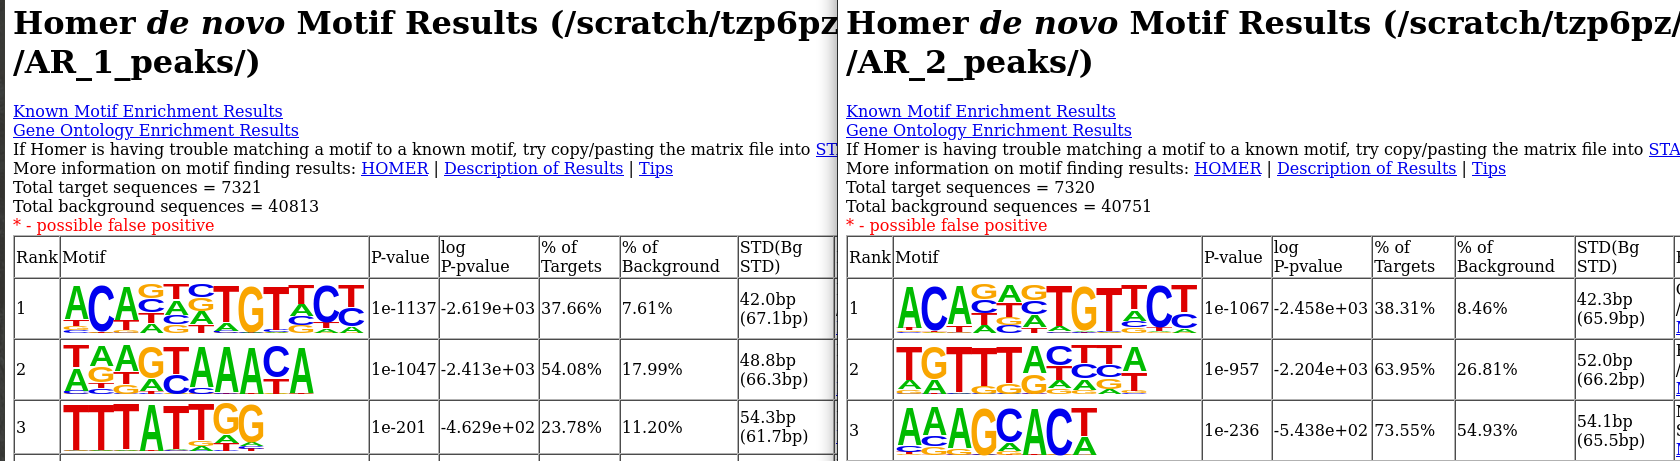 Homer de novo Motif Results (/scratch/tzp6pz
/AR_1_peaks/)
Known Motif Enrichment Results
Gene Ontology Enrichment Results
If Homer is having trouble matching a motif to a known motif, try copy/pasting the matrix file into ST
More information on motif finding results: HOMER | Description of Results | Tips
Total target sequences = 7321
Total background sequences = 40813
* - possible false positive
Rank Motif P-value log P-pvalue % of Targets % of Background STD(Bg STD)
1 1e-1137 -2.619e+03 37.66% 7.61% 42.0bp (67.1bp)
2 1e-1047 -2.413e+03 54.08% 17.99% 48.8bp (66.3bp)
3 1e-201 -4.629e+02 23.78% 11.20% 54.3bp (61.7bp)
Homer de novo Motif Results (/scratch/tzp6pz/
/AR_2_peaks/)
Known Motif Enrichment Results
Gene Ontology Enrichment Results
If Homer is having trouble matching a motif to a known motif, try copy/pasting the matrix file into STA
More information on motif finding results: HOMER | Description of Results | Tips
Total target sequences = 7320
Total background sequences = 40751
* - possible false positive
Rank Motif P-value log P-pvalue % of Targets % of Background STD(Bg STD)
1 1e-1067 -2.458e+03 38.31% 8.46% 42.3bp (65.9bp)
2 1e-957 -2.204e+03 63.95% 26.81% 52.0bp (66.2bp)
3 1e-236 -5.438e+02 73.55% 54.93% 54.1bp (65.5bp)